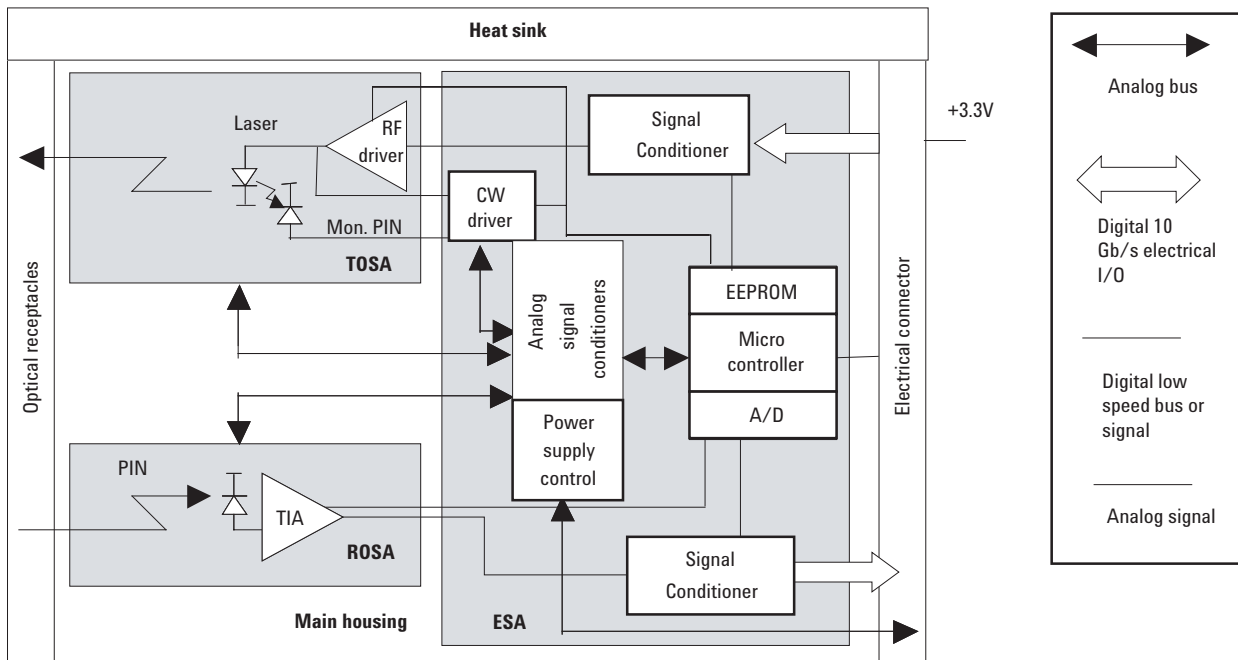 Heat sink
Optical receptacles
Laser
RF
driver
Mon. PIN
TOSA
CW
driver
Signal
Conditioner
Analog
signal
conditioners
EEPROM
Micro
controller
A/D
Power
supply
control
PIN
TIA
ROSA
Signal
Conditioner
Main housing
ESA
Electrical connector
+3.3V
Analog bus
Digital 10
Gb/s electrical
I/O
Digital low
speed bus or
signal
Analog signal